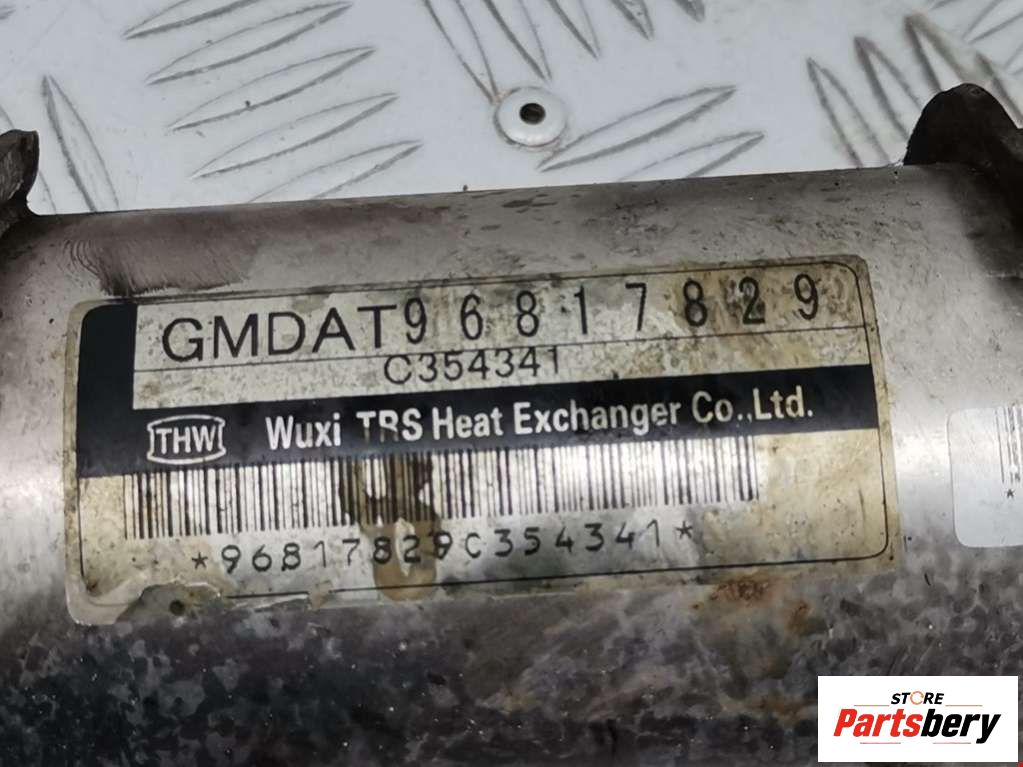 GMDAT96817829
C354341
THW Wuxi TRS Heat Exchanger Co.,Ltd.
*96817829C354341*
STORE
Partsbery